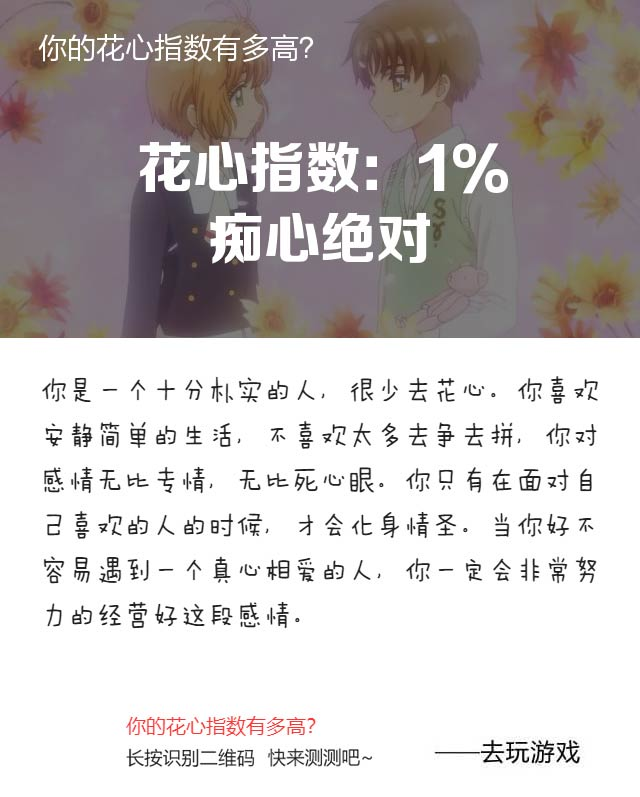 你的花心指数有多高？
花心指数：1%
痴心绝对
你是一个十分朴实的人，很少去花心。你喜欢
安静简单的生活，不喜欢太多去争去拼，你对
感情无比专情，无比死心眼。你只有在面对自
己喜欢的人的时候，才会化身情圣。当你好不
容易遇到一个真心相爱的人，你一定会非常努
力的经营好这段感情。
你的花心指数有多高？
长按识别二维码 快来测测吧~
——去玩游戏